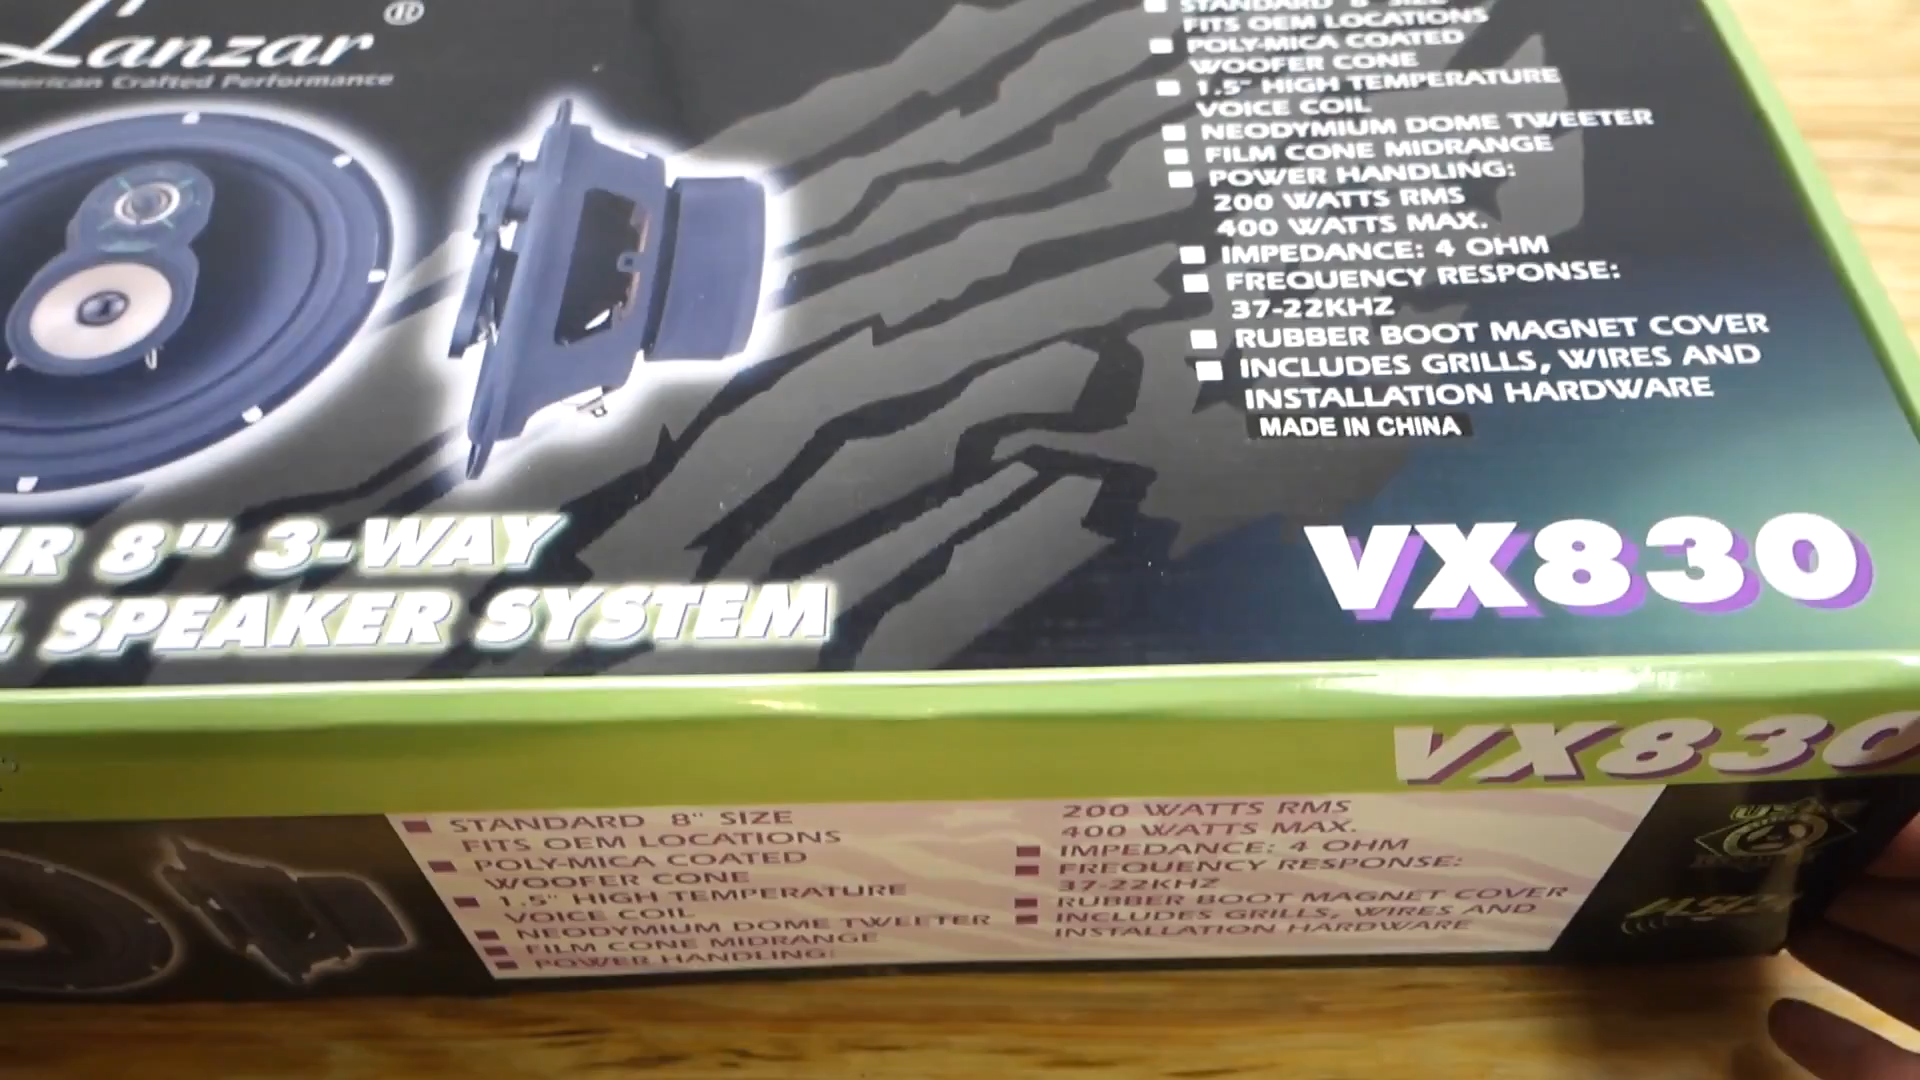 Lanzar ®
American Crafted Performance
STANDARD 8" SIZE
FITS OEM LOCATIONS
POLY-MICA COATED
WOOFER CONE
1.5" HIGH TEMPERATURE
VOICE COIL
NEODYMIUM DOME TWEETER
FILM CONE MIDRANGE
POWER HANDLING:
200 WATTS RMS
400 WATTS MAX.
IMPEDANCE: 4 OHM
FREQUENCY RESPONSE:
37-22KHZ
RUBBER BOOT MAGNET COVER
INCLUDES GRILLS, WIRES AND
INSTALLATION HARDWARE
MADE IN CHINA
8" 3-WAY
SPEAKER SYSTEM
VX830
VX830
STANDARD 8" SIZE
FITS OEM LOCATIONS
POLY-MICA COATED
WOOFER CONE
1.5" HIGH TEMPERATURE
VOICE COIL
NEODYMIUM DOME TWEETER
FILM CONE MIDRANGE
POWER HANDLING:
200 WATTS RMS
400 WATTS MAX.
IMPEDANCE: 4 OHM
FREQUENCY RESPONSE:
37-22KHZ
RUBBER BOOT MAGNET COVER
INCLUDES GRILLS, WIRES AND
INSTALLATION HARDWARE